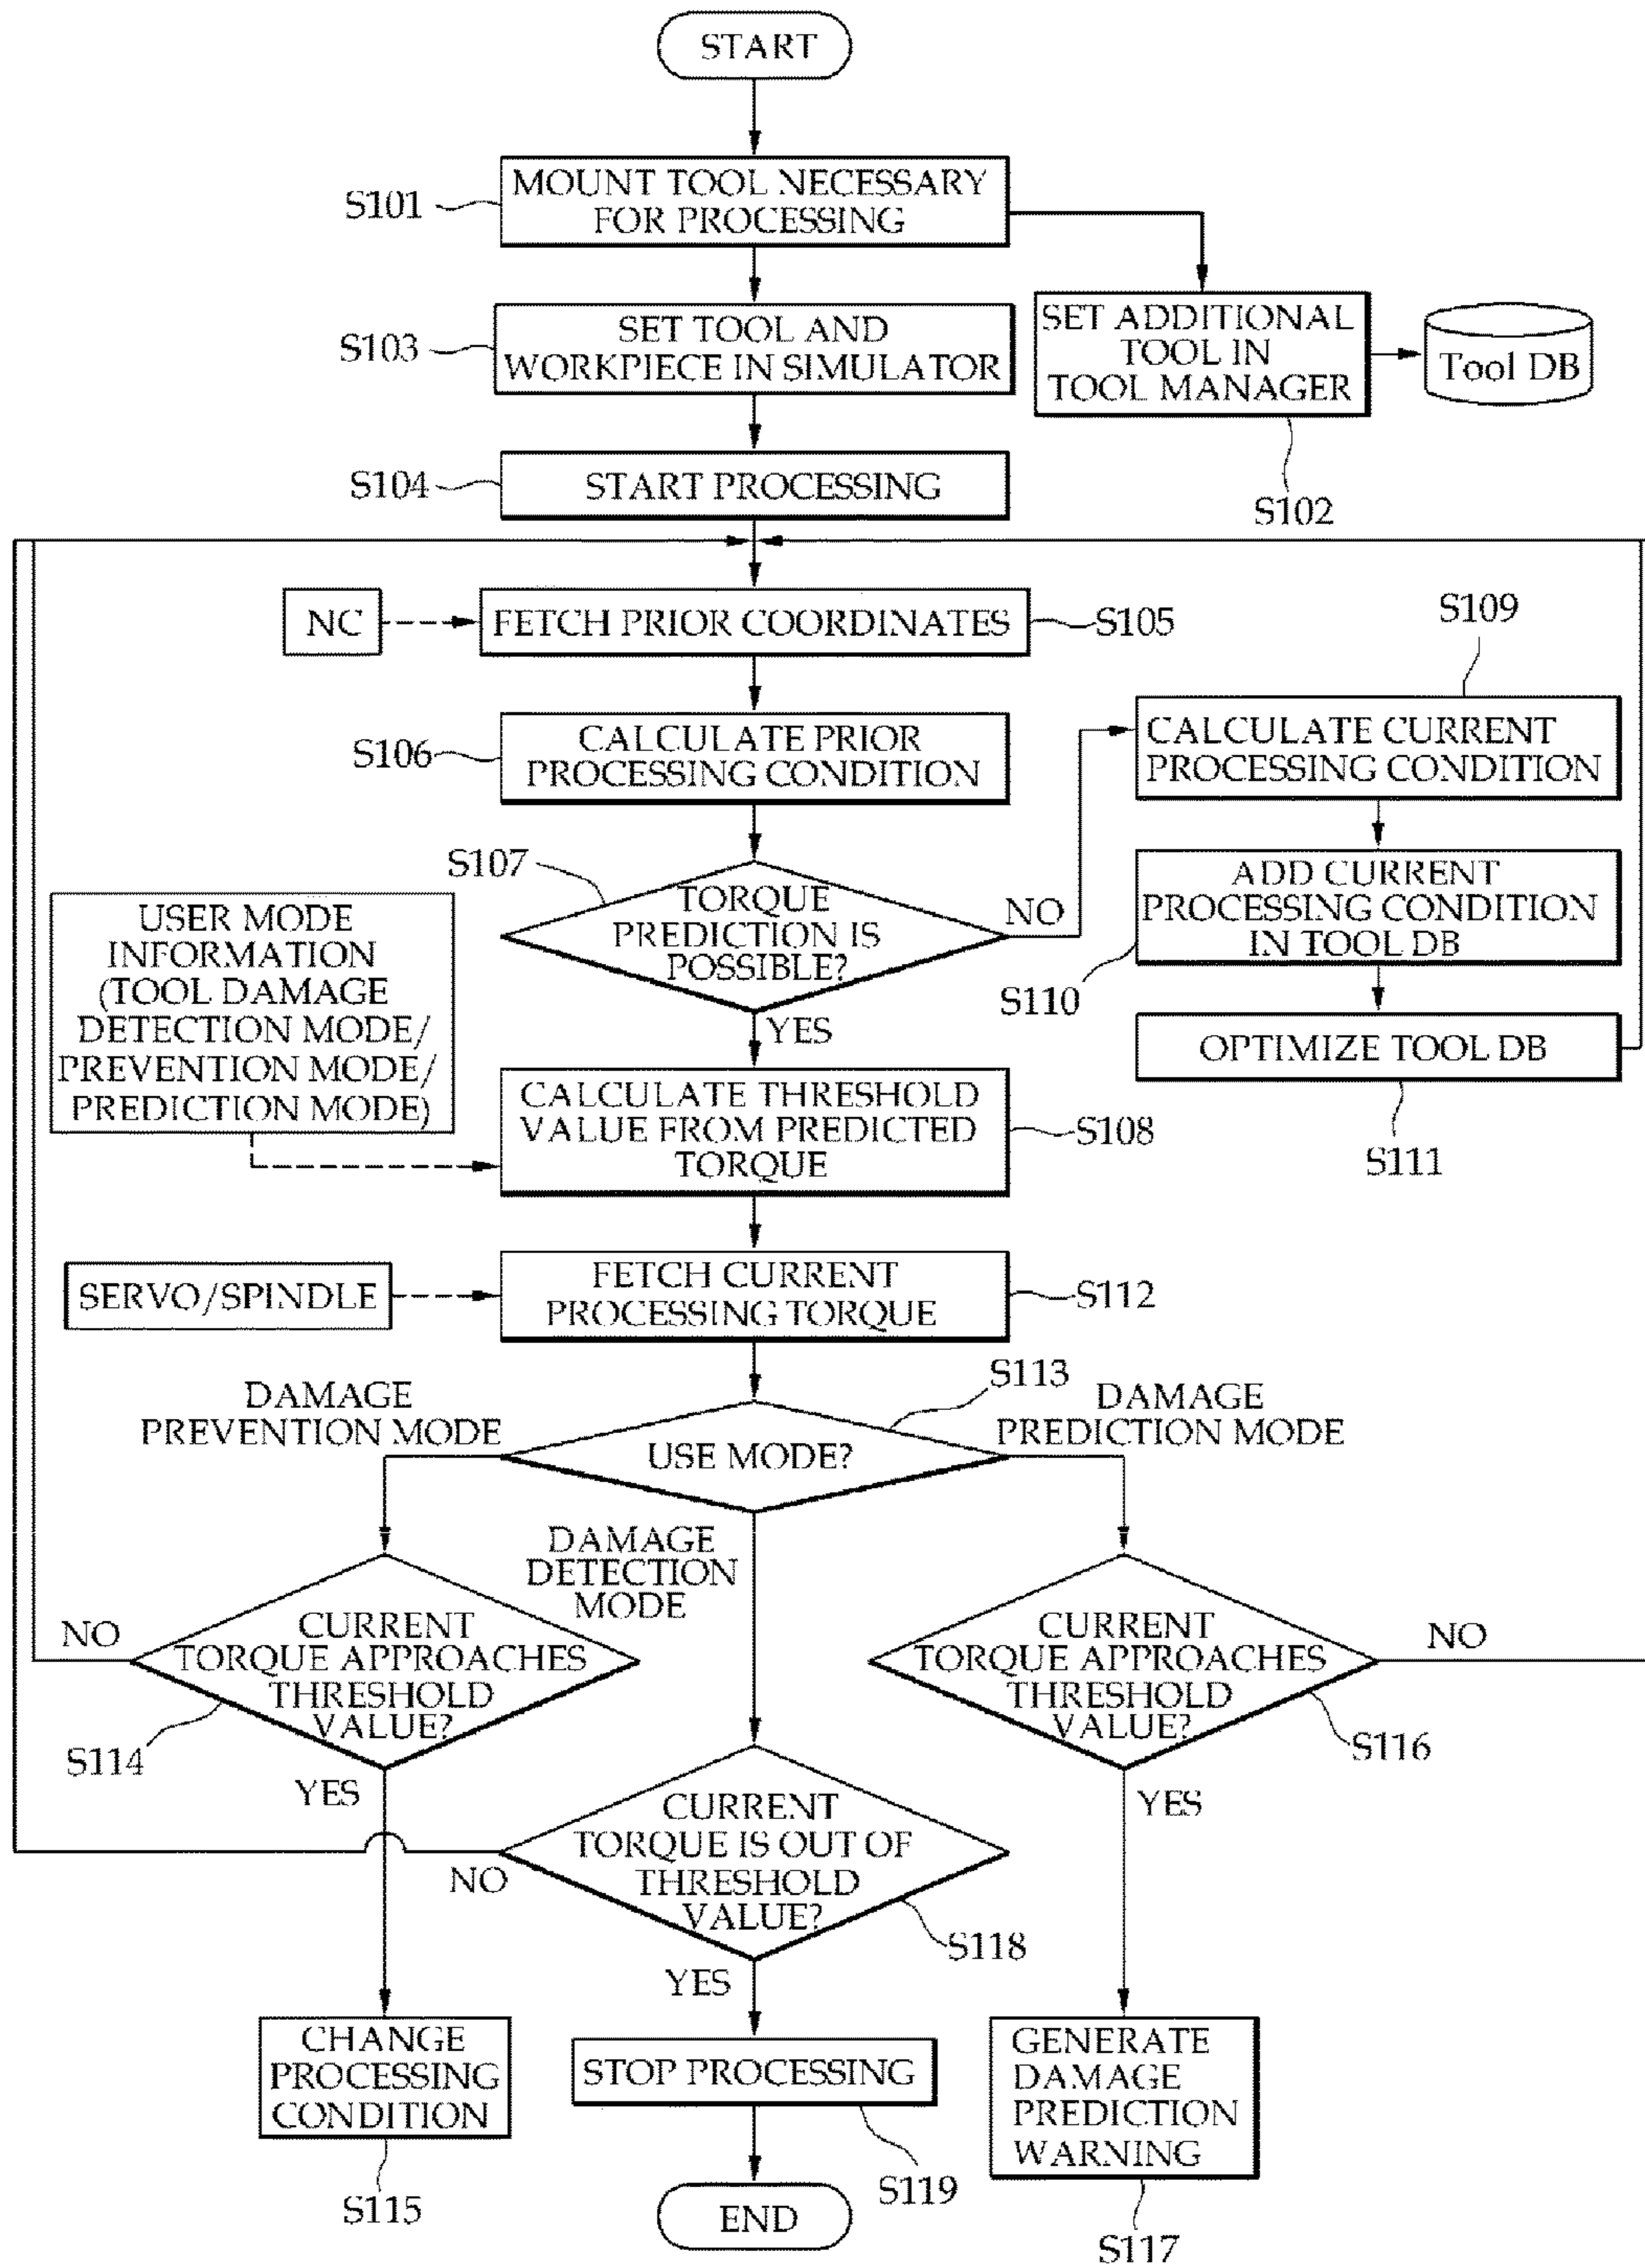 START
S101
MOUNT TOOL NECESSARY
FOR PROCESSING
S103
SET TOOL AND
WORKPIECE IN SIMULATOR
SET ADDITIONAL
TOOL IN
TOOL MANAGER
Tool DB
S102
S104
START PROCESSING
NC
FETCH PRIOR COORDINATES
S105
S106
CALCULATE PRIOR
PROCESSING CONDITION
S109
CALCULATE CURRENT
PROCESSING CONDITION
S107
TORQUE
PREDICTION IS
POSSIBLE?
NO
YES
ADD CURRENT
PROCESSING CONDITION
IN TOOL DB
S110
OPTIMIZE TOOL DB
S111
USER MODE
INFORMATION
(TOOL DAMAGE
DETECTION MODE/
PREVENTION MODE/
PREDICTION MODE)
CALCULATE THRESHOLD
VALUE FROM PREDICTED
TORQUE
S108
SERVO/SPINDLE
FETCH CURRENT
PROCESSING TORQUE
S112
S113
DAMAGE
PREVENTION MODE
USE MODE?
DAMAGE
PREDICTION MODE
DAMAGE
DETECTION
MODE
NO
CURRENT
TORQUE APPROACHES
THRESHOLD
VALUE?
S114
YES
CURRENT
TORQUE APPROACHES
THRESHOLD
VALUE?
NO
S116
YES
CURRENT
TORQUE IS OUT OF
THRESHOLD
VALUE?
NO
S118
YES
CHANGE
PROCESSING
CONDITION
S115
STOP PROCESSING
S119
END
GENERATE
DAMAGE
PREDICTION
WARNING
S117